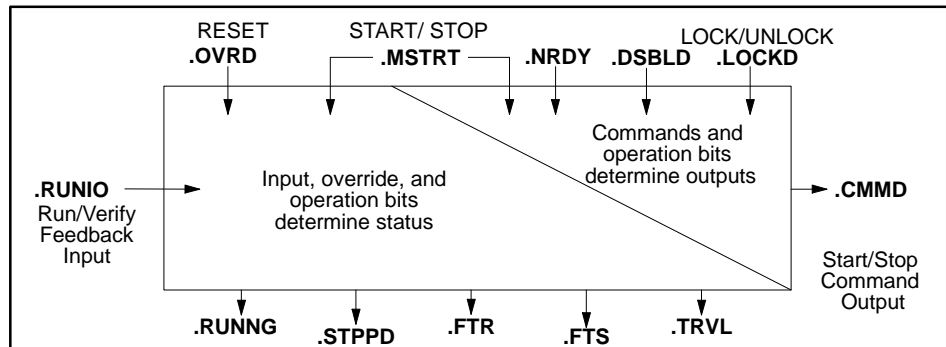 RESET
.OVRD
START/ STOP
.MSTRT
.NRDY
.DSBLD
LOCK/UNLOCK
.LOCKD
Commands and
operation bits
determine outputs
Input, override, and
operation bits
determine status
.RUNIO
Run/Verify
Feedback
Input
.CMMD
Start/Stop
Command
Output
.RUNNG
.STPPD
.FTR
.FTS
.TRVL